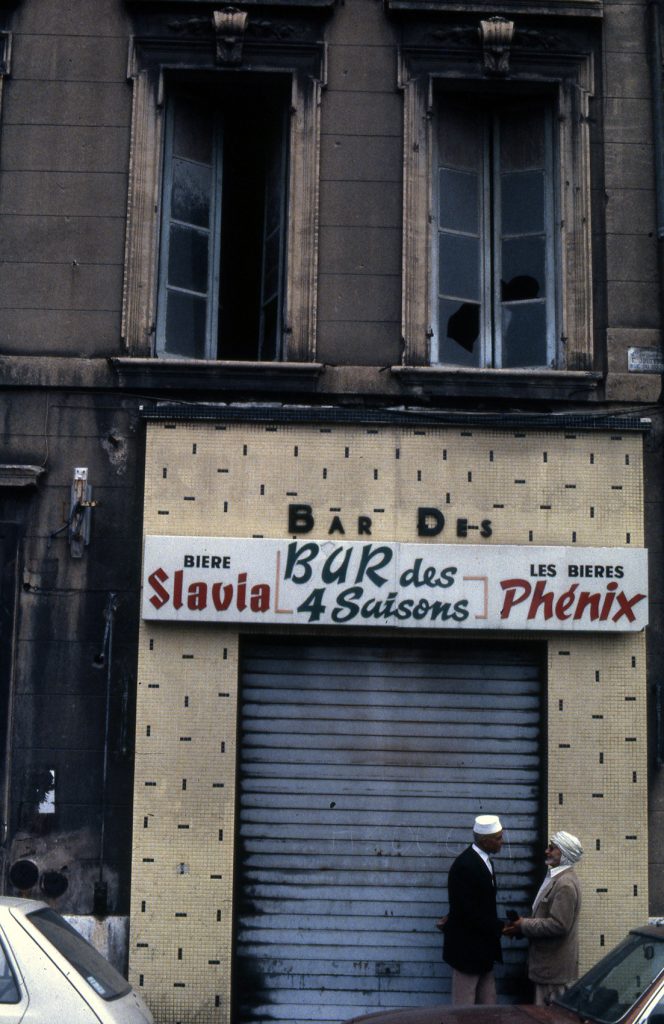 BAR DES
BIERE
Slavia
BAR des
4 Saisons
LES BIERES
Phénix